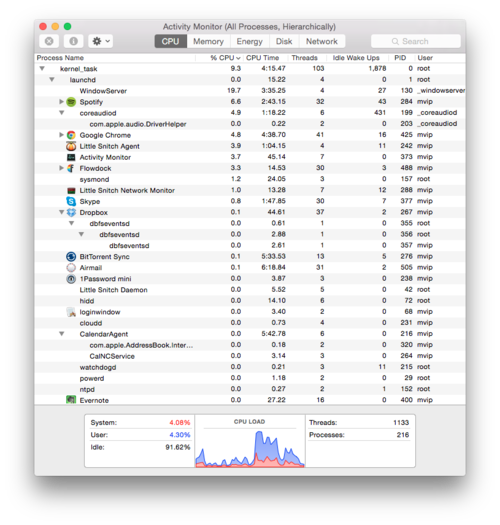 Activity Monitor (All Processes, Hierarchically)
CPU Memory Energy Disk Network Search
Process Name % CPU CPU Time Threads Idle Wake Ups PID User
kernel_task 9.3 4:15.47 103 1,878 0 root
launchd 0.0 15.22 4 0 1 root
WindowServer 19.7 3:35.25 4 27 130 _windowserver
Spotify 6.6 2:43.15 32 43 284 mvip
coreaudiod 4.9 1:18.22 6 431 199 _coreaudiod
com.apple.audio.DriverHelper 0.0 0.22 2 0 203 _coreaudiod
Google Chrome 4.8 4:38.70 41 16 425 mvip
Little Snitch Agent 3.9 1:04.15 4 11 242 mvip
Activity Monitor 3.7 45.14 7 0 373 mvip
Flowdock 3.3 14.53 30 3 488 mvip
sysmond 1.2 24.05 3 0 157 root
Little Snitch Network Monitor 1.0 13.28 7 12 288 mvip
Skype 0.8 1:47.85 30 7 377 mvip
Dropbox 0.1 44.61 37 2 267 mvip
dbfseventsd 0.0 0.61 1 0 355 root
dbfseventsd 0.0 2.88 1 0 356 root
dbfseventsd 0.0 2.61 1 0 357 mvip
BitTorrent Sync 0.1 5:33.53 13 5 276 mvip
Airmail 0.1 6:18.84 31 2 505 mvip
1Password mini 0.0 3.87 3 0 238 mvip
Little Snitch Daemon 0.0 5.52 5 0 42 root
hidd 0.0 14.10 6 0 72 root
loginwindow 0.0 3.40 2 0 68 mvip
cloudd 0.0 0.73 4 0 231 mvip
CalendarAgent 0.0 5:42.78 6 0 216 mvip
com.apple.AddressBook.Inter... 0.0 0.18 2 0 320 mvip
CalNCService 0.0 3.14 3 0 264 mvip
watchdogd 0.0 0.21 3 11 215 root
powerd 0.0 1.18 2 0 29 root
ntpd 0.0 0.27 2 1 152 root
Evernote 0.0 27.22 16 0 400 mvip
System: 4.08% CPU LOAD Threads: 1133
User: 4.30% Processes: 216
Idle: 91.62%